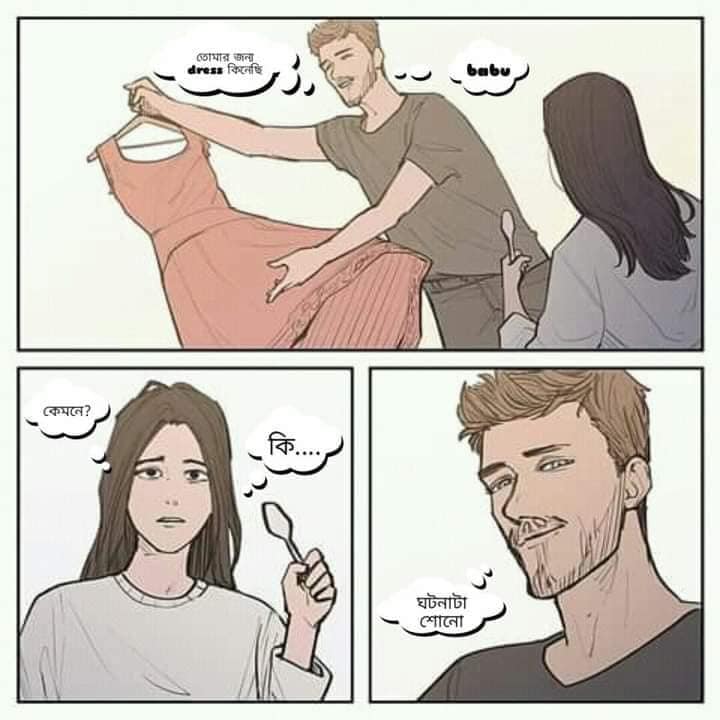 তোমার জন্য
dress কিনেছি
babu
কেমনে?
কি....
ঘটনাটা
শোনো